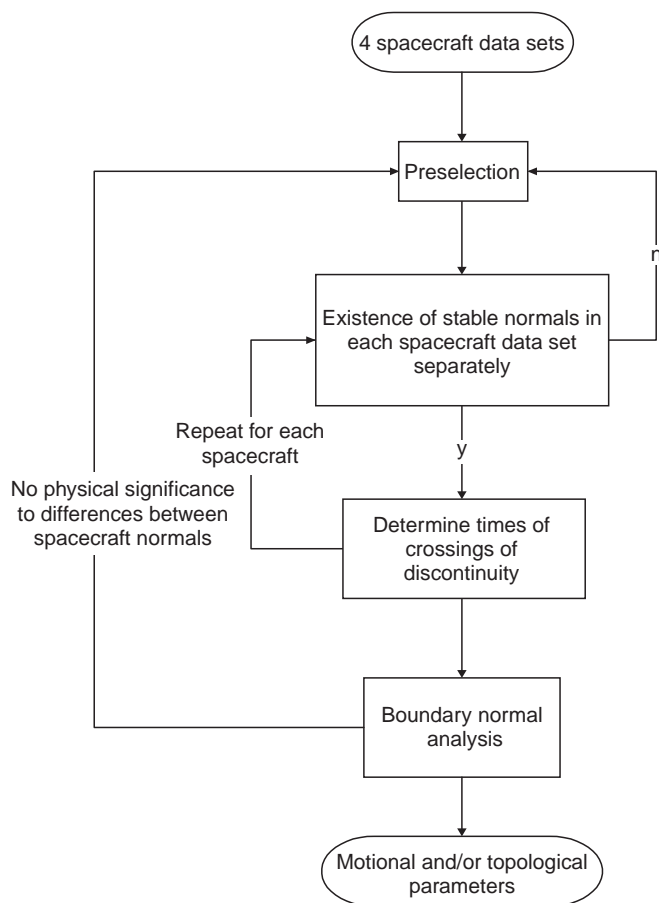 4 spacecraft data sets
Preselection
n
Existence of stable normals in
each spacecraft data set
separately
Repeat for each
spacecraft
y
No physical significance
to differences between
spacecraft normals
Determine times of
crossings of
discontinuity
Boundary normal
analysis
Motional and/or topological
parameters